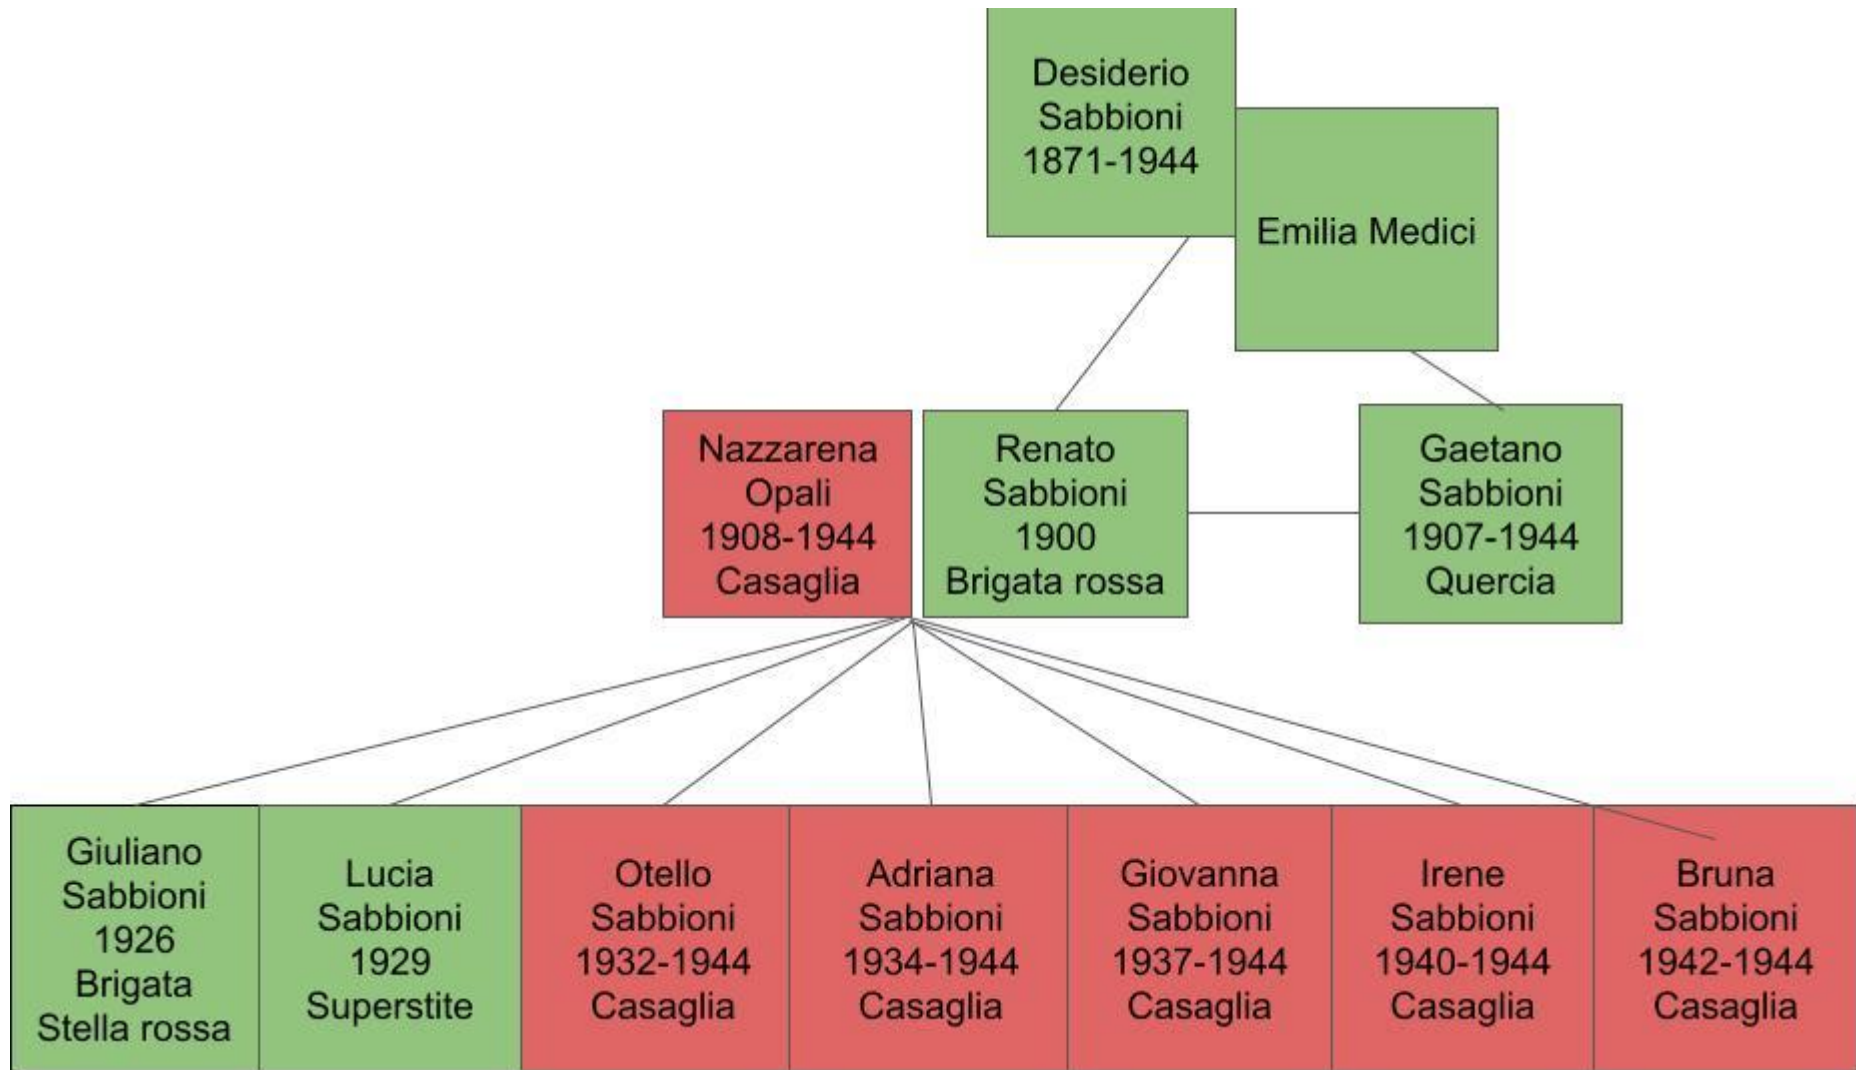 Desiderio
Sabbioni
1871-1944
Emilia Medici
Nazzarena
Opali
1908-1944
Casaglia
Renato
Sabbioni
1900
Brigata rossa
Gaetano
Sabbioni
1907-1944
Quercia
Giuliano
Sabbioni
1926
Brigata
Stella rossa
Lucia
Sabbioni
1929
Superstite
Otello
Sabbioni
1932-1944
Casaglia
Adriana
Sabbioni
1934-1944
Casaglia
Giovanna
Sabbioni
1937-1944
Casaglia
Irene
Sabbioni
1940-1944
Casaglia
Bruna
Sabbioni
1942-1944
Casaglia